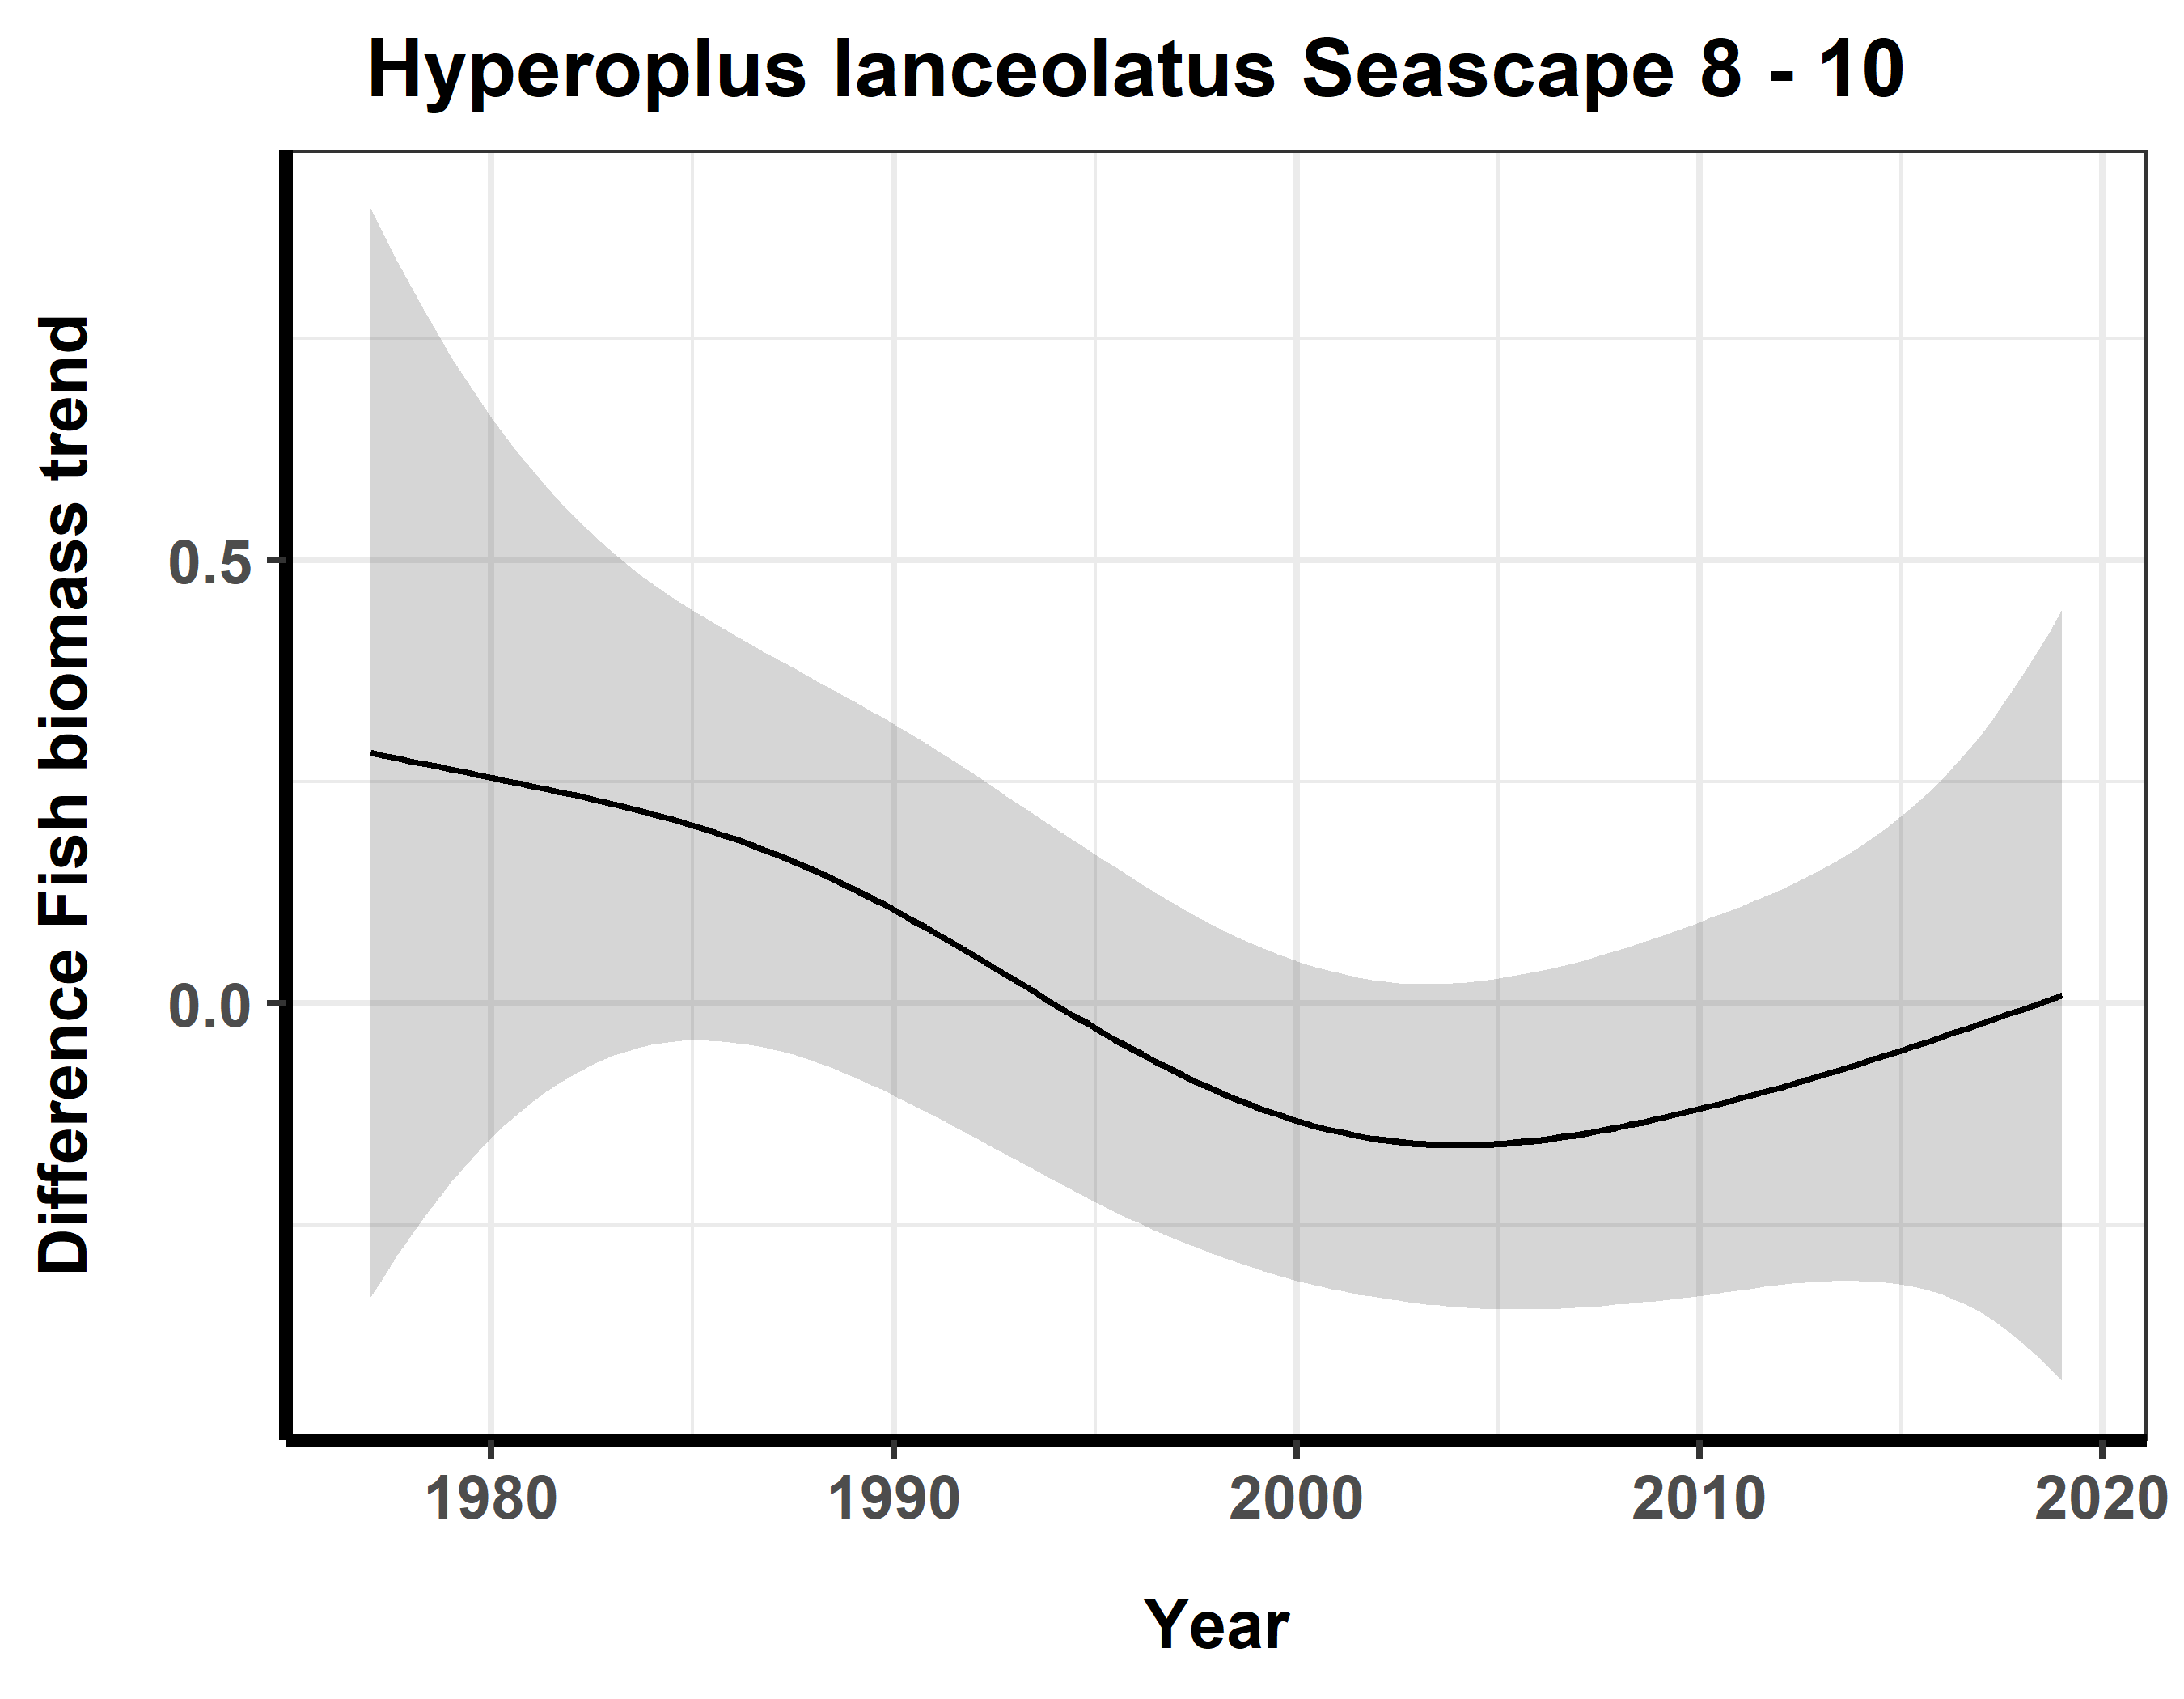 Hyperoplus lanceolatus Seascape 8 - 10
Difference Fish biomass trend
0.5
0.0
1980 1990 2000 2010 2020
Year